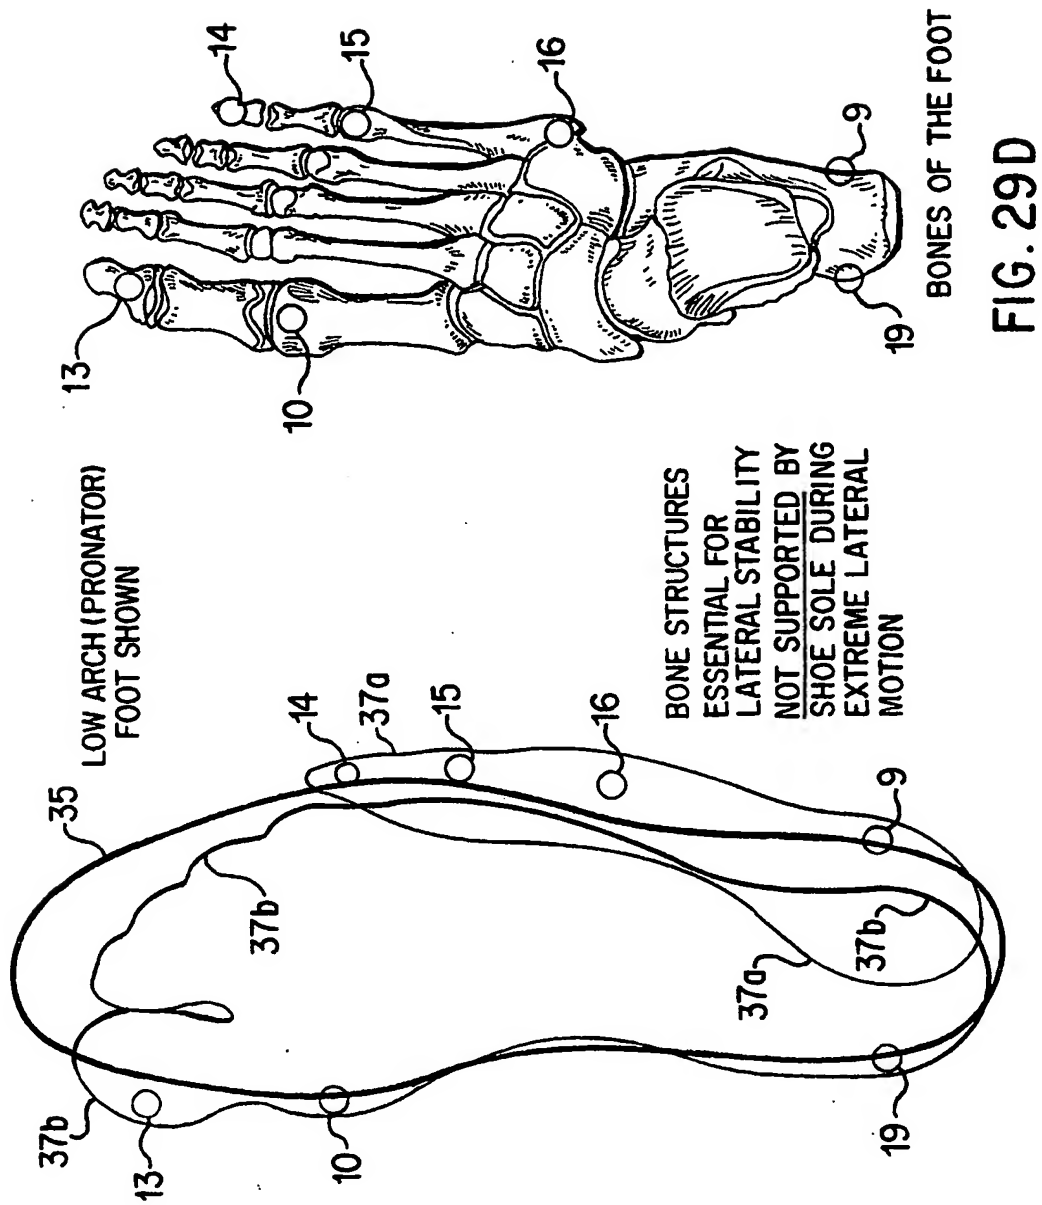 LOW ARCH (PRONATOR)
FOOT SHOWN
35
14
37a
15
16
37b
37b
37a
37b
9
13
10
19
BONE STRUCTURES
ESSENTIAL FOR
LATERAL STABILITY
NOT SUPPORTED BY
SHOE SOLE DURING
EXTREME LATERAL
MOTION
13
14
15
16
10
9
19
BONES OF THE FOOT
FIG. 29D